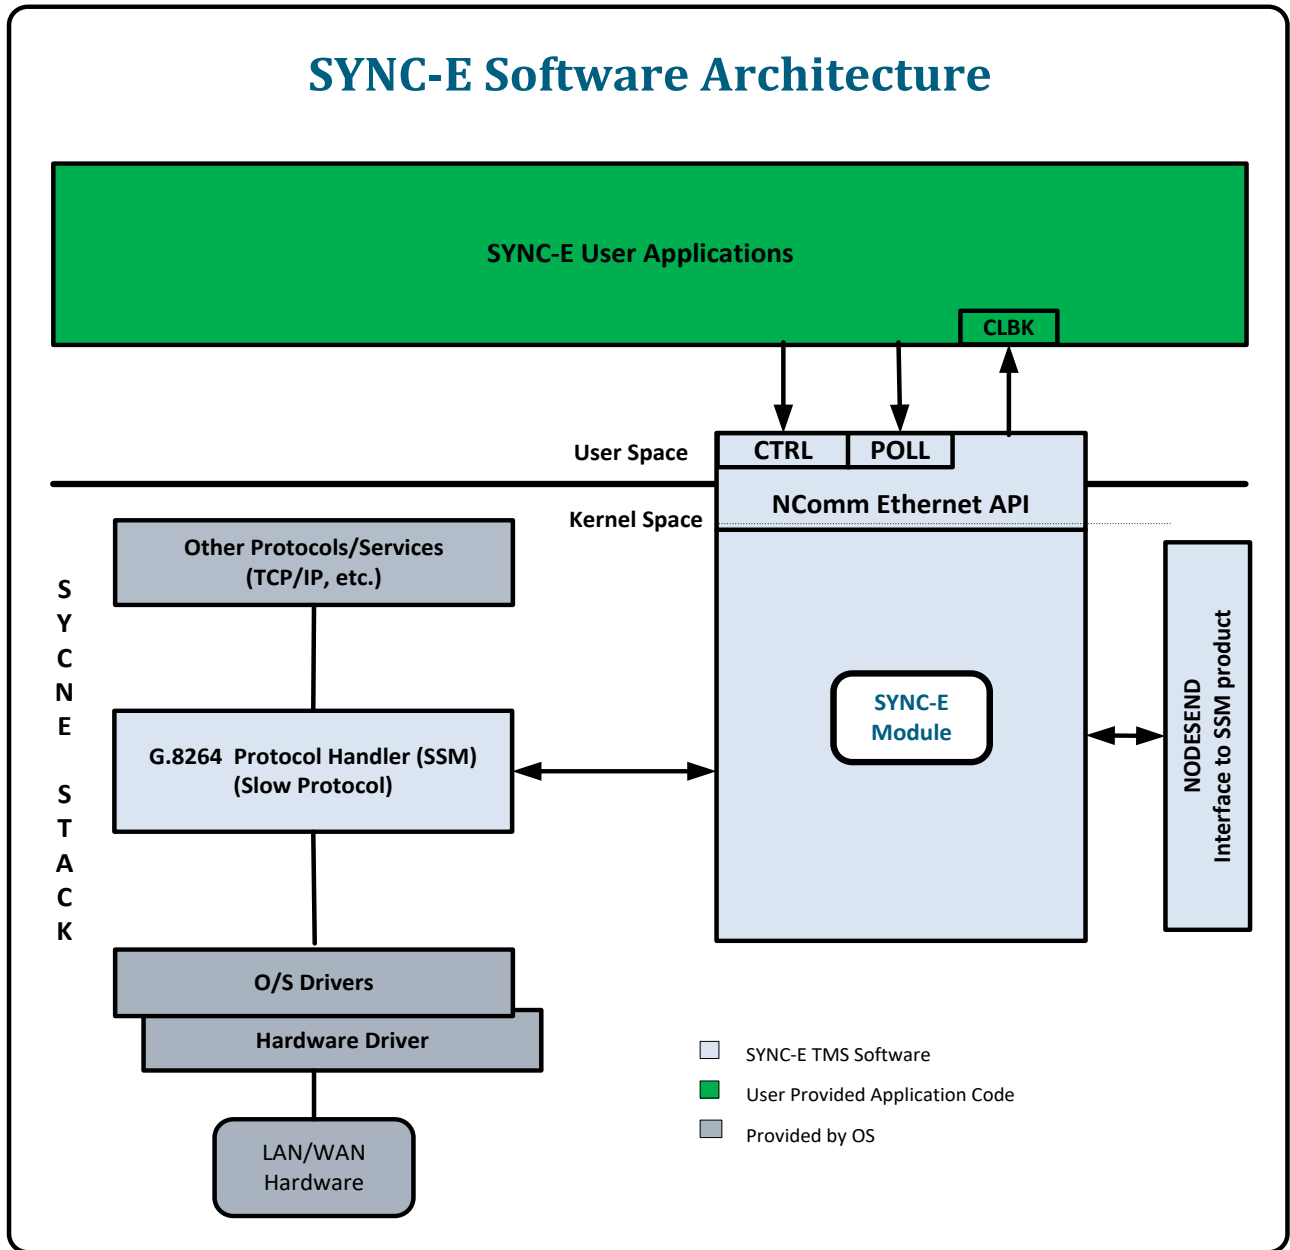 SYNC-E Software Architecture
SYNC-E User Applications
CLBK
User Space
CTRL
POLL
NComm Ethernet API
Kernel Space
Other Protocols/Services
(TCP/IP, etc.)
S
Y
C
N
E
S
T
A
C
K
G.8264 Protocol Handler (SSM)
(Slow Protocol)
SYNC-E
Module
NODESEND
Interface to SSM product
O/S Drivers
Hardware Driver
LAN/WAN
Hardware
SYNC-E TMS Software
User Provided Application Code
Provided by OS